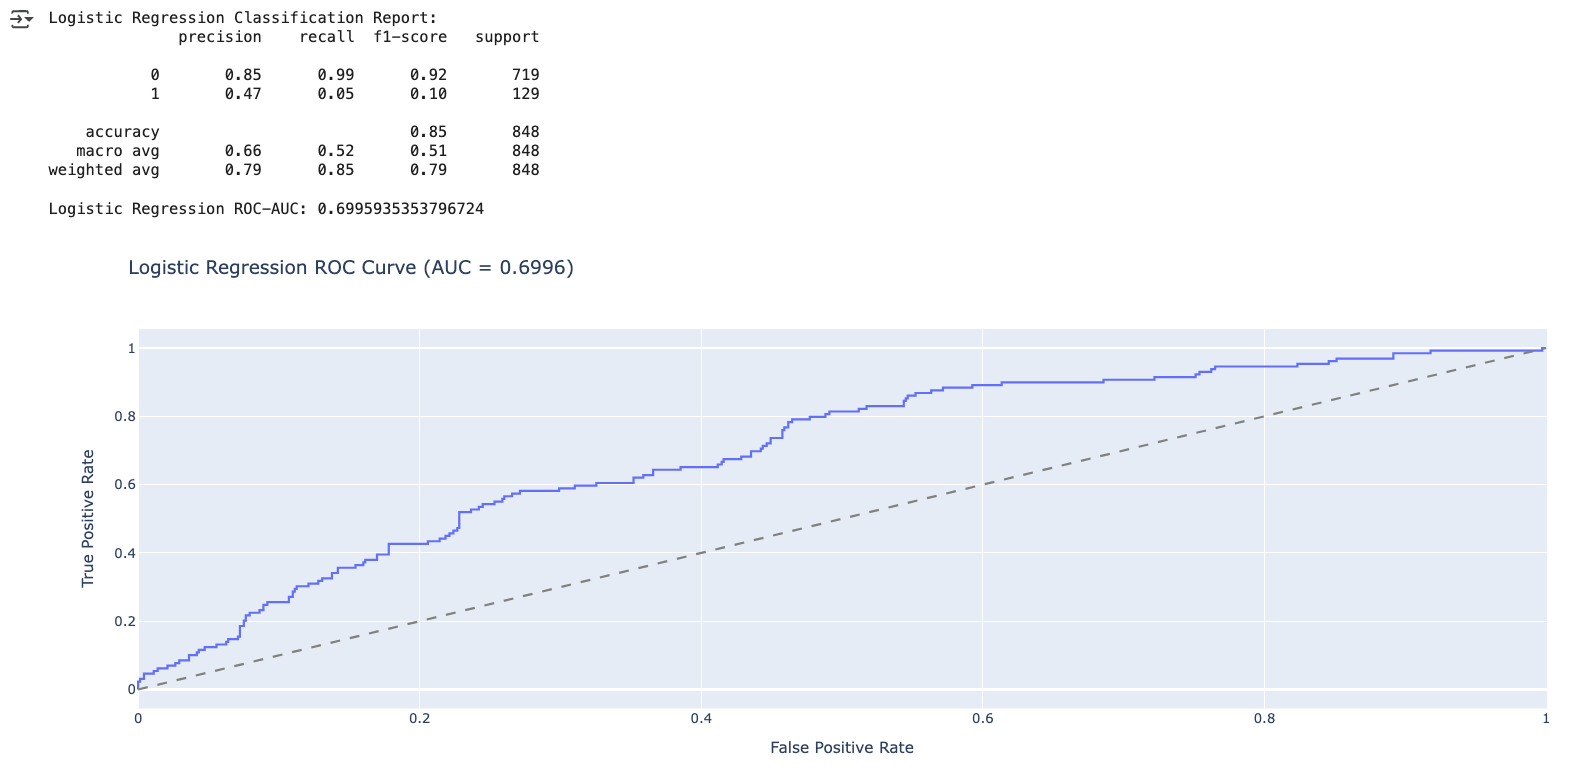 Logistic Regression Classification Report:
              precision    recall  f1-score   support

           0       0.85      0.99      0.92       719
           1       0.47      0.05      0.10       129

    accuracy                           0.85       848
   macro avg       0.66      0.52      0.51       848
weighted avg       0.79      0.85      0.79       848

Logistic Regression ROC-AUC: 0.6995935353796724
Logistic Regression ROC Curve (AUC = 0.6996)
1
0.8
0.6
0.4
0.2
0
True Positive Rate
0 0.2 0.4 0.6 0.8 1
False Positive Rate